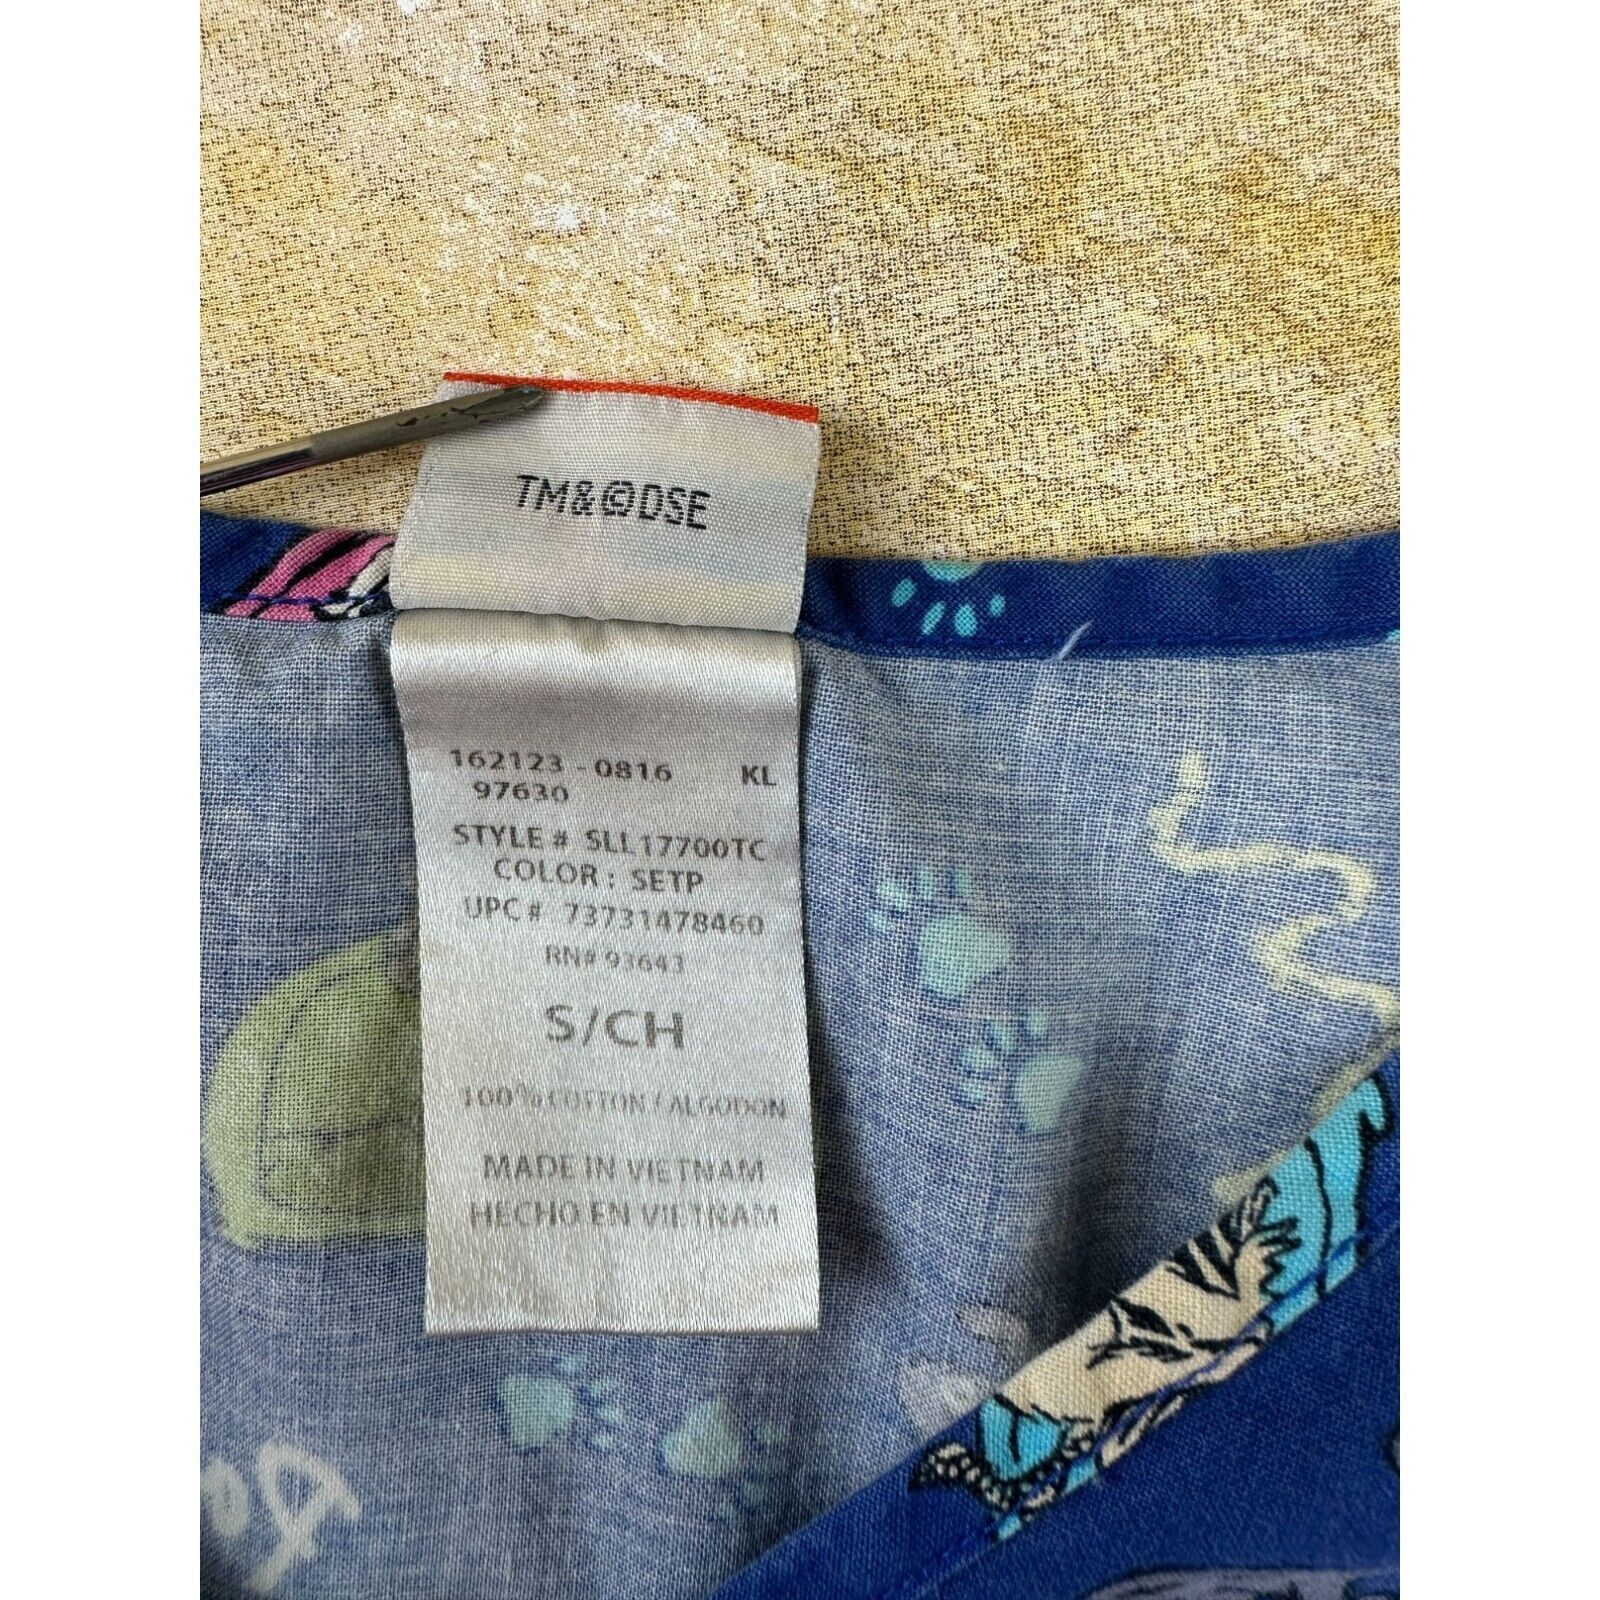 TM&©DSE
162123 - 0816 KL
97630
STYLE # SLL17700TC
COLOR : SETP
UPC # 73731478460
RN# 93643
S/CH
100% COTTON / ALGODON
MADE IN VIETNAM
HECHO EN VIETNAM